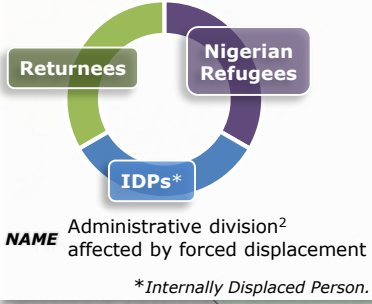 Nigerian
Refugees
Returnees
IDPs*
NAME Administrative division²
affected by forced displacement
*Internally Displaced Person.